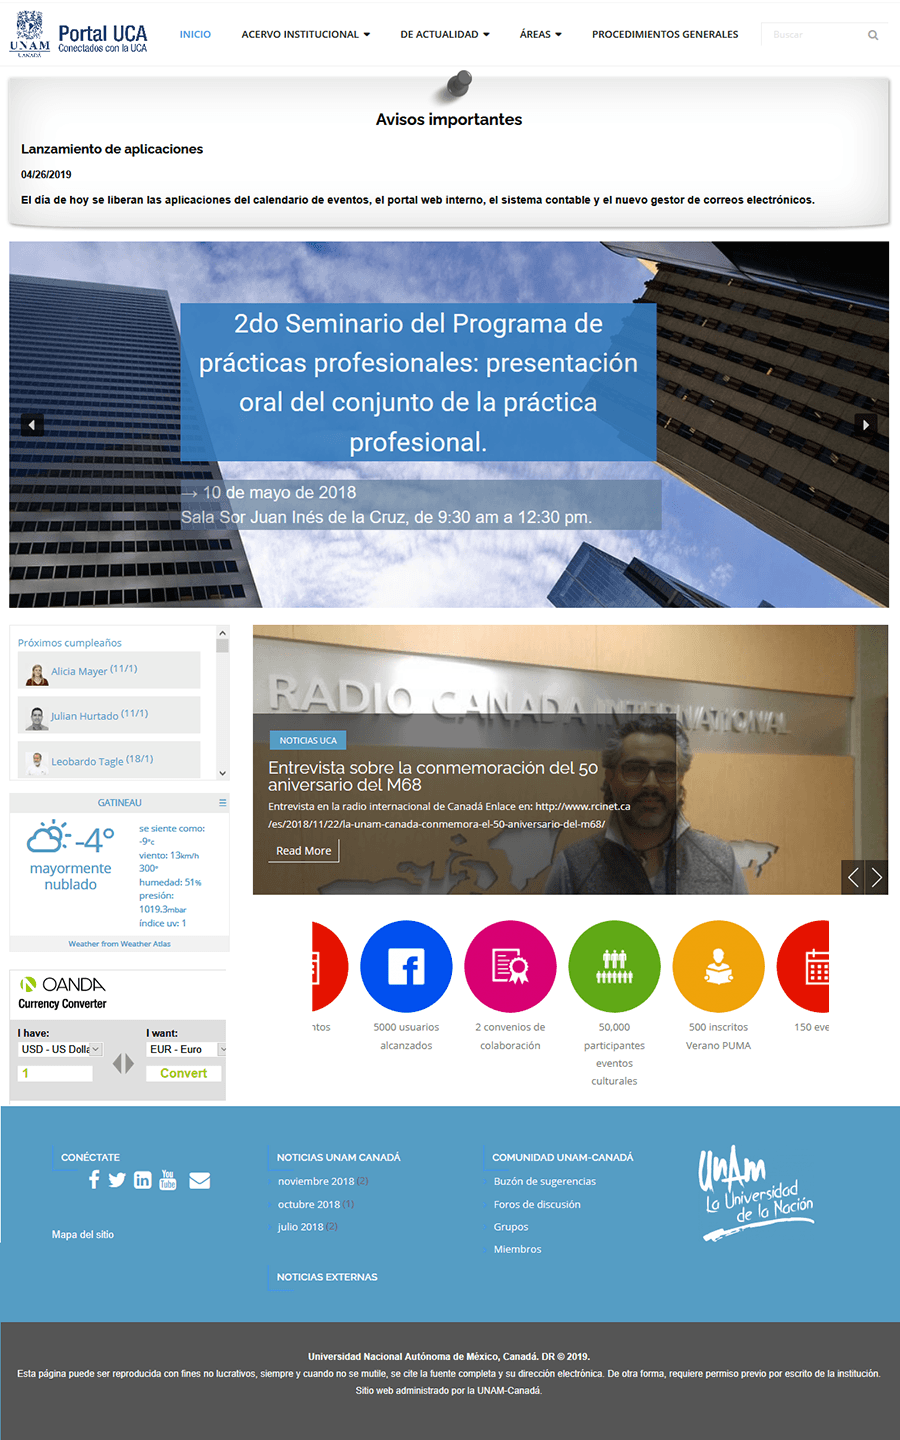 UNAM
CANADÁ
Portal UCA
Conectados con la UCA
INICIO
ACERVO INSTITUCIONAL
DE ACTUALIDAD
ÁREAS
PROCEDIMIENTOS GENERALES
Buscar
Avisos importantes
Lanzamiento de aplicaciones
04/26/2019
El día de hoy se liberan las aplicaciones del calendario de eventos, el portal web interno, el sistema contable y el nuevo gestor de correos electrónicos.
2do Seminario del Programa de
prácticas profesionales: presentación
oral del conjunto de la práctica
profesional.
→ 10 de mayo de 2018
Sala Sor Juan Inés de la Cruz, de 9:30 am a 12:30 pm.
Próximos cumpleaños
Alicia Mayer (11/1)
Julian Hurtado (11/1)
Leobardo Tagle (18/1)
GATINEAU
-4°
mayormente
nublado
se siente como:
-9°c
viento: 13km/h
300°
humedad: 51%
presión:
1019.3mbar
índice uv: 1
Weather from Weather Atlas
OANDA
Currency Converter
I have:
I want:
USD - US Dolla
EUR - Euro
1
Convert
RADIO CANADA INTERNATIONAL
NOTICIAS UCA
Entrevista sobre la conmemoración del 50
aniversario del M68
Entrevista en la radio internacional de Canadá Enlace en: http://www.rcinet.ca
/es/2018/11/22/la-unam-canada-conmemora-el-50-aniversario-del-m68/
Read More
ntos
5000 usuarios
alcanzados
2 convenios de
colaboración
50,000
participantes
eventos
culturales
500 inscritos
Verano PUMA
150 eve
CONÉCTATE
You
Tube
Mapa del sitio
NOTICIAS UNAM CANADÁ
noviembre 2018 (2)
octubre 2018 (1)
julio 2018 (2)
NOTICIAS EXTERNAS
COMUNIDAD UNAM-CANADÁ
Buzón de sugerencias
Foros de discusión
Grupos
Miembros
UNAM
La Universidad
de la Nación
Universidad Nacional Autónoma de México, Canadá. DR © 2019.
Esta página puede ser reproducida con fines no lucrativos, siempre y cuando no se mutile, se cite la fuente completa y su dirección electrónica. De otra forma, requiere permiso previo por escrito de la institución.
Sitio web administrado por la UNAM-Canadá.